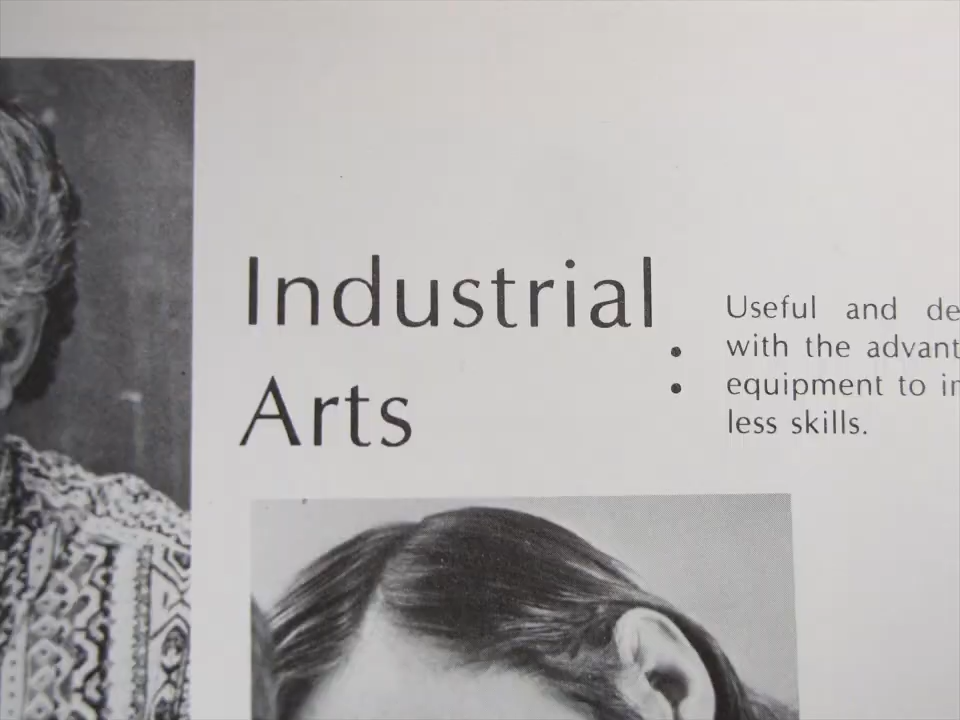 Industrial
Arts
:
Useful and
with the
equipment to
less skills.